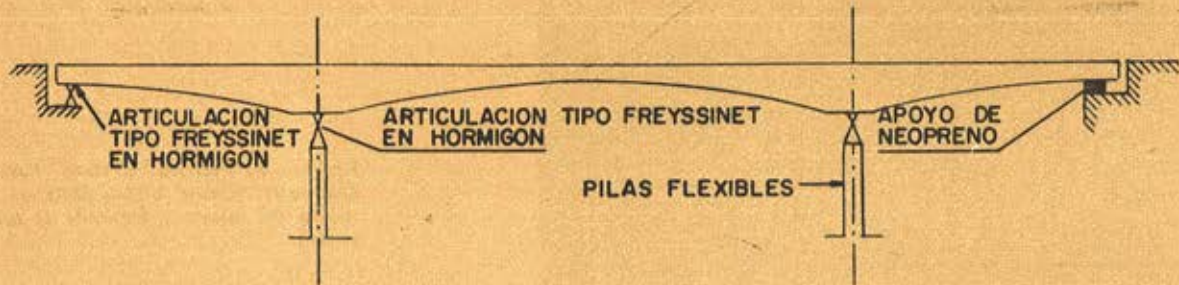 ARTICULACION
TIPO FREYSSINET
EN HORMIGON
ARTICULACION TIPO FREYSSINET
EN HORMIGON
APOYO DE
NEOPRENO
PILAS FLEXIBLES